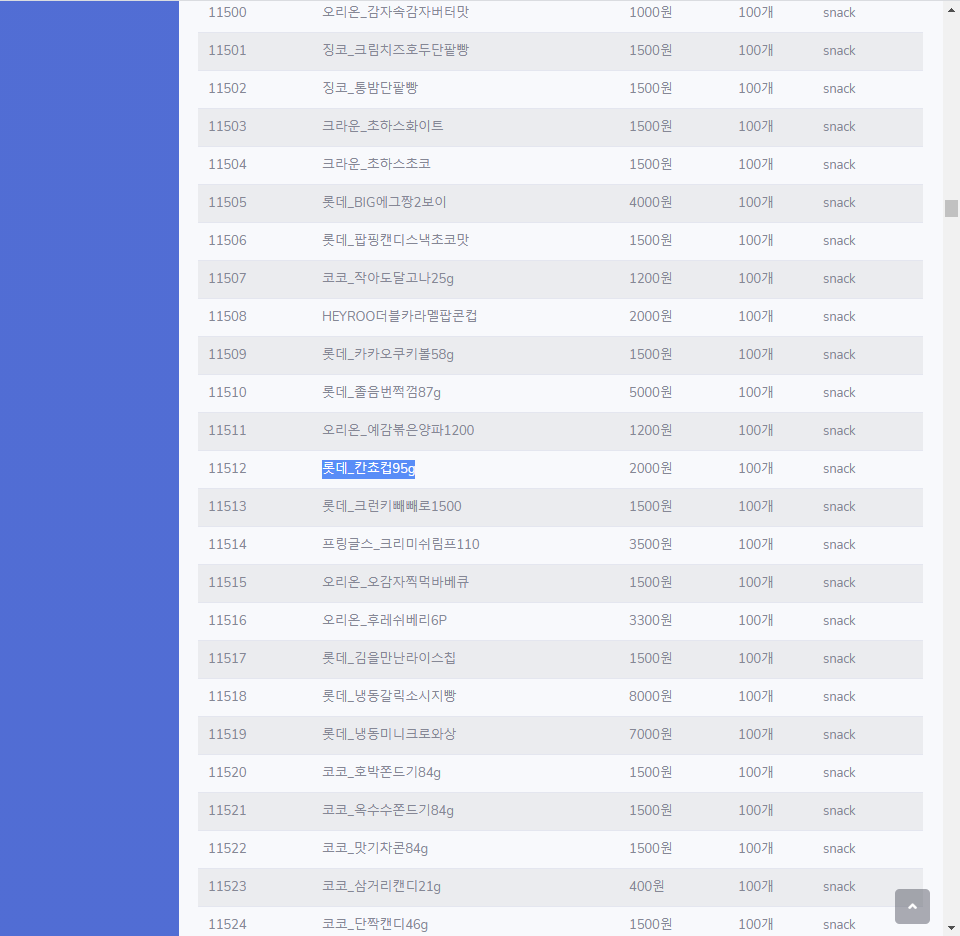 11500 오리온_감자속감자버터맛 1000원 100개 snack
11501 징코_크림치즈호두단팥빵 1500원 100개 snack
11502 징코_통밤단팥빵 1500원 100개 snack
11503 크라운_초하스화이트 1500원 100개 snack
11504 크라운_초하스초코 1500원 100개 snack
11505 롯데_BIG에그짱2보이 4000원 100개 snack
11506 롯데_팝핑캔디스낵초코맛 1500원 100개 snack
11507 코코_작아도달고나25g 1200원 100개 snack
11508 HEYROO더블카라멜팝콘컵 2000원 100개 snack
11509 롯데_카카오쿠키볼58g 1500원 100개 snack
11510 롯데_졸음번쩍껌87g 5000원 100개 snack
11511 오리온_예감볶은양파1200 1200원 100개 snack
11512 롯데_칸쵸컵95g 2000원 100개 snack
11513 롯데_크런키빼빼로1500 1500원 100개 snack
11514 프링글스_크리미쉬림프110 3500원 100개 snack
11515 오리온_오감자찍먹바베큐 1500원 100개 snack
11516 오리온_후레쉬베리6P 3300원 100개 snack
11517 롯데_김을만난라이스칩 1500원 100개 snack
11518 롯데_냉동갈릭소시지빵 8000원 100개 snack
11519 롯데_냉동미니크로와상 7000원 100개 snack
11520 코코_호박쫀드기84g 1500원 100개 snack
11521 코코_옥수수쫀드기84g 1500원 100개 snack
11522 코코_맛기차콘84g 1500원 100개 snack
11523 코코_삼거리캔디21g 400원 100개 snack
11524 코코_단짝캔디46g 1500원 100개 snack